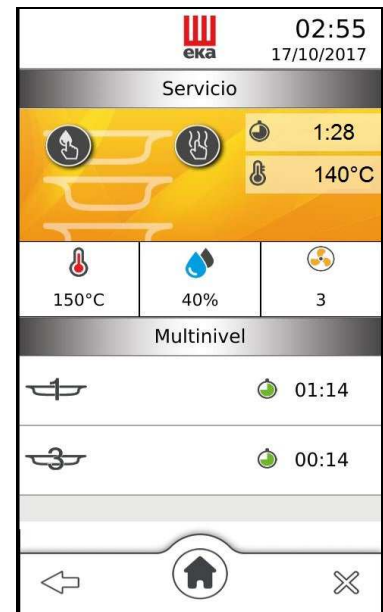 eka
02:55
17/10/2017
Servicio
1:28
140°C
150°C 40% 3
Multinivel
1 01:14
3 00:14